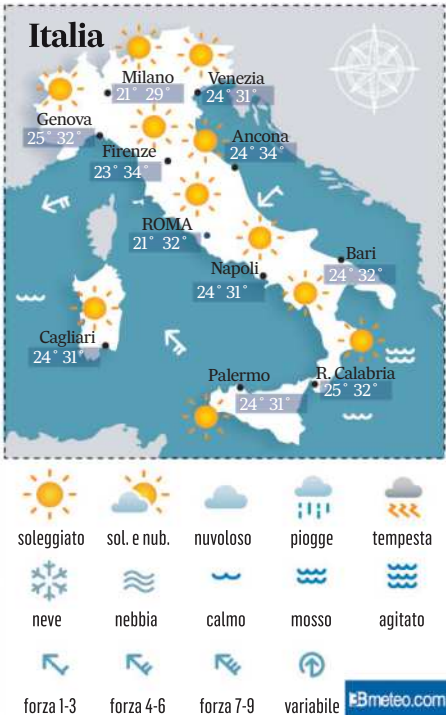 Italia
Milano
21° 29°
Venezia
24° 31°
Genova
25° 32°
Firenze
23° 34°
Ancona
24° 34°
ROMA
21° 32°
Napoli
24° 31°
Bari
24° 32°
Cagliari
24° 31°
Palermo
24° 31°
R. Calabria
25° 32°
soleggiato sol. e nub. nuvoloso piogge tempesta
neve nebbia calmo mosso agitato
forza 1-3 forza 4-6 forza 7-9 variabile
3Bmeteo.com